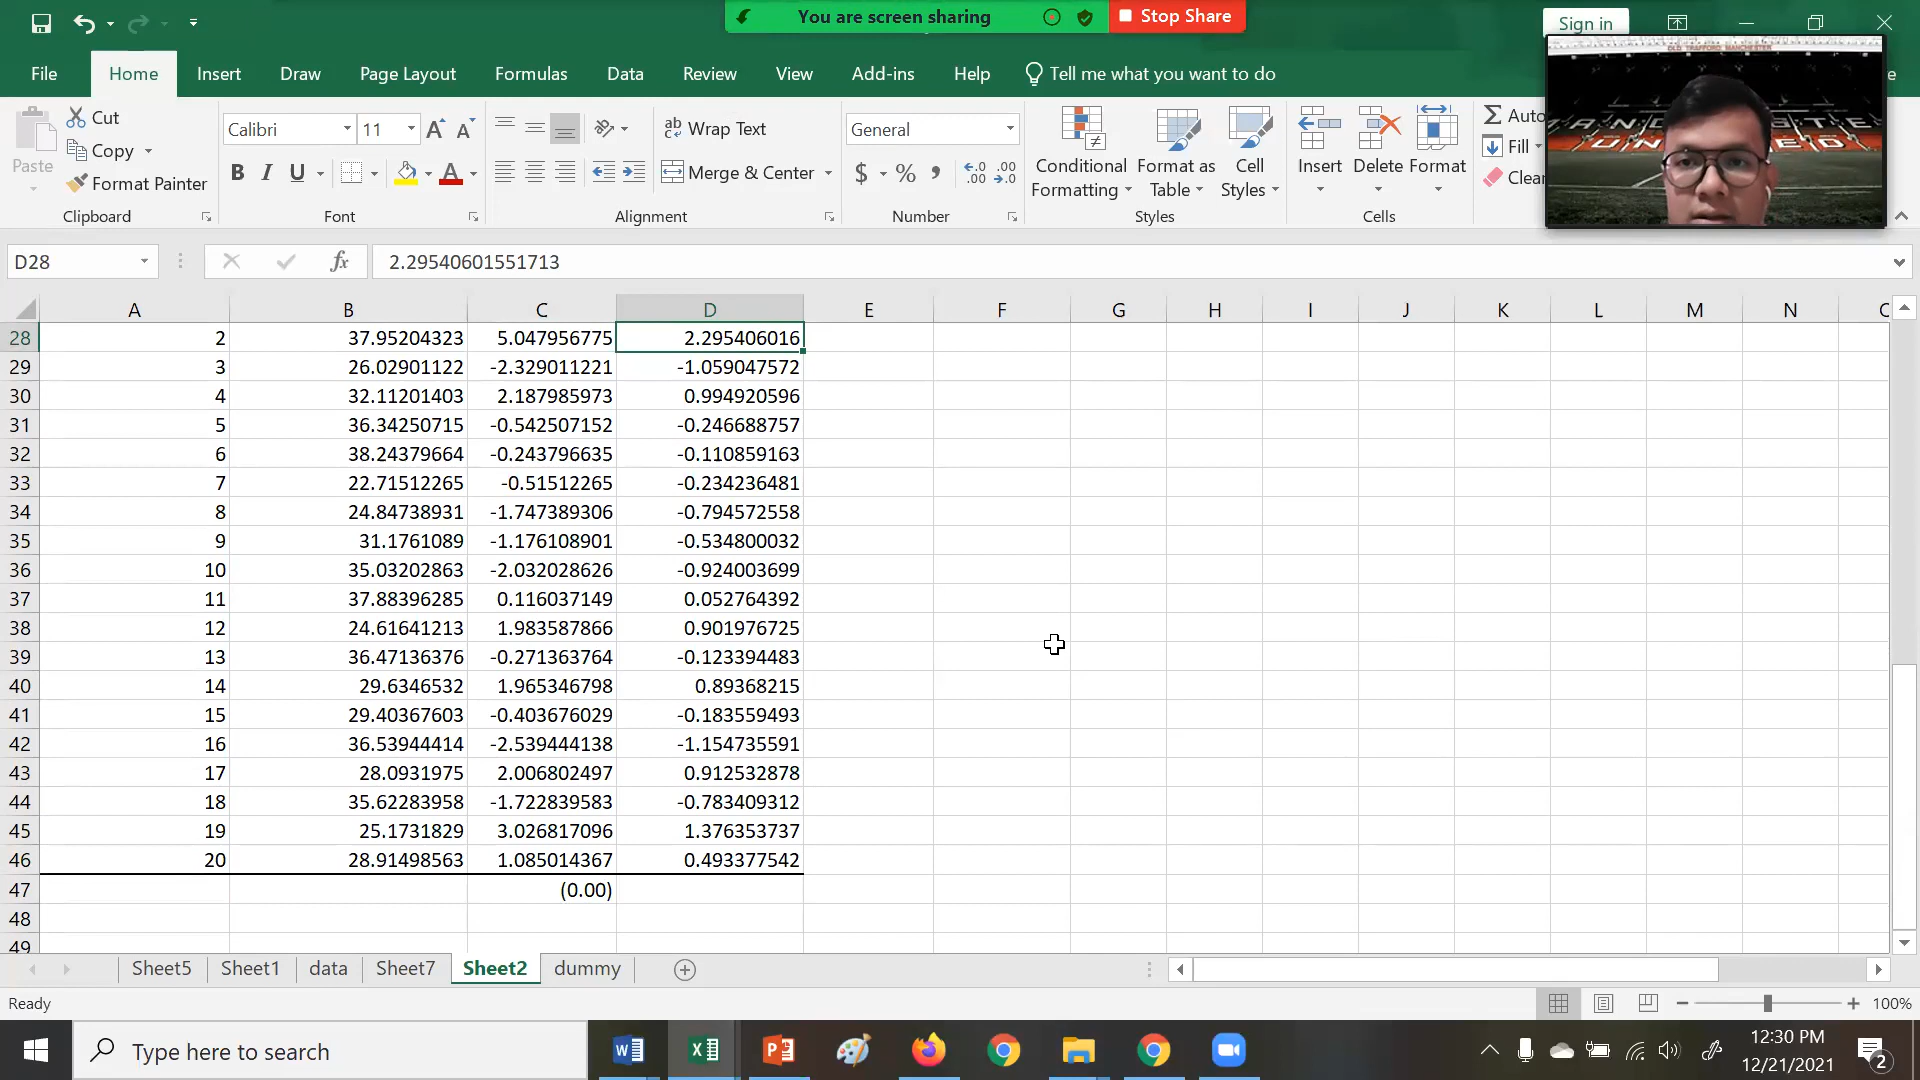 You are screen sharing
Stop Share
Sign in
File Home Insert Draw Page Layout Formulas Data Review View Add-ins Help Tell me what you want to do
OLD TRAFFORD MANCHESTER
Paste
Cut
Copy
Format Painter
Clipboard
Calibri 11
B I U
Font
Wrap Text
Merge & Center
Alignment
General
$ % ,
Number
Conditional Formatting
Format as Table
Cell Styles
Styles
Insert Delete Format
Cells
Auto
Fill
Clear
D28
fx
2.29540601551713
A B C D E F G H I J K L M N
28 2 37.95204323 5.047956775 2.295406016
29 3 26.02901122 -2.329011221 -1.059047572
30 4 32.11201403 2.187985973 0.994920596
31 5 36.34250715 -0.542507152 -0.246688757
32 6 38.24379664 -0.243796635 -0.110859163
33 7 22.71512265 -0.51512265 -0.234236481
34 8 24.84738931 -1.747389306 -0.794572558
35 9 31.1761089 -1.176108901 -0.534800032
36 10 35.03202863 -2.032028626 -0.924003699
37 11 37.88396285 0.116037149 0.052764392
38 12 24.61641213 1.983587866 0.901976725
39 13 36.47136376 -0.271363764 -0.123394483
40 14 29.6346532 1.965346798 0.89368215
41 15 29.40367603 -0.403676029 -0.183559493
42 16 36.53944414 -2.539444138 -1.154735591
43 17 28.0931975 2.006802497 0.912532878
44 18 35.62283958 -1.722839583 -0.783409312
45 19 25.1731829 3.026817096 1.376353737
46 20 28.91498563 1.085014367 0.493377542
47 (0.00)
48
49
Sheet5 Sheet1 data Sheet7 Sheet2 dummy
Ready
100%
Type here to search
12:30 PM
12/21/2021
2